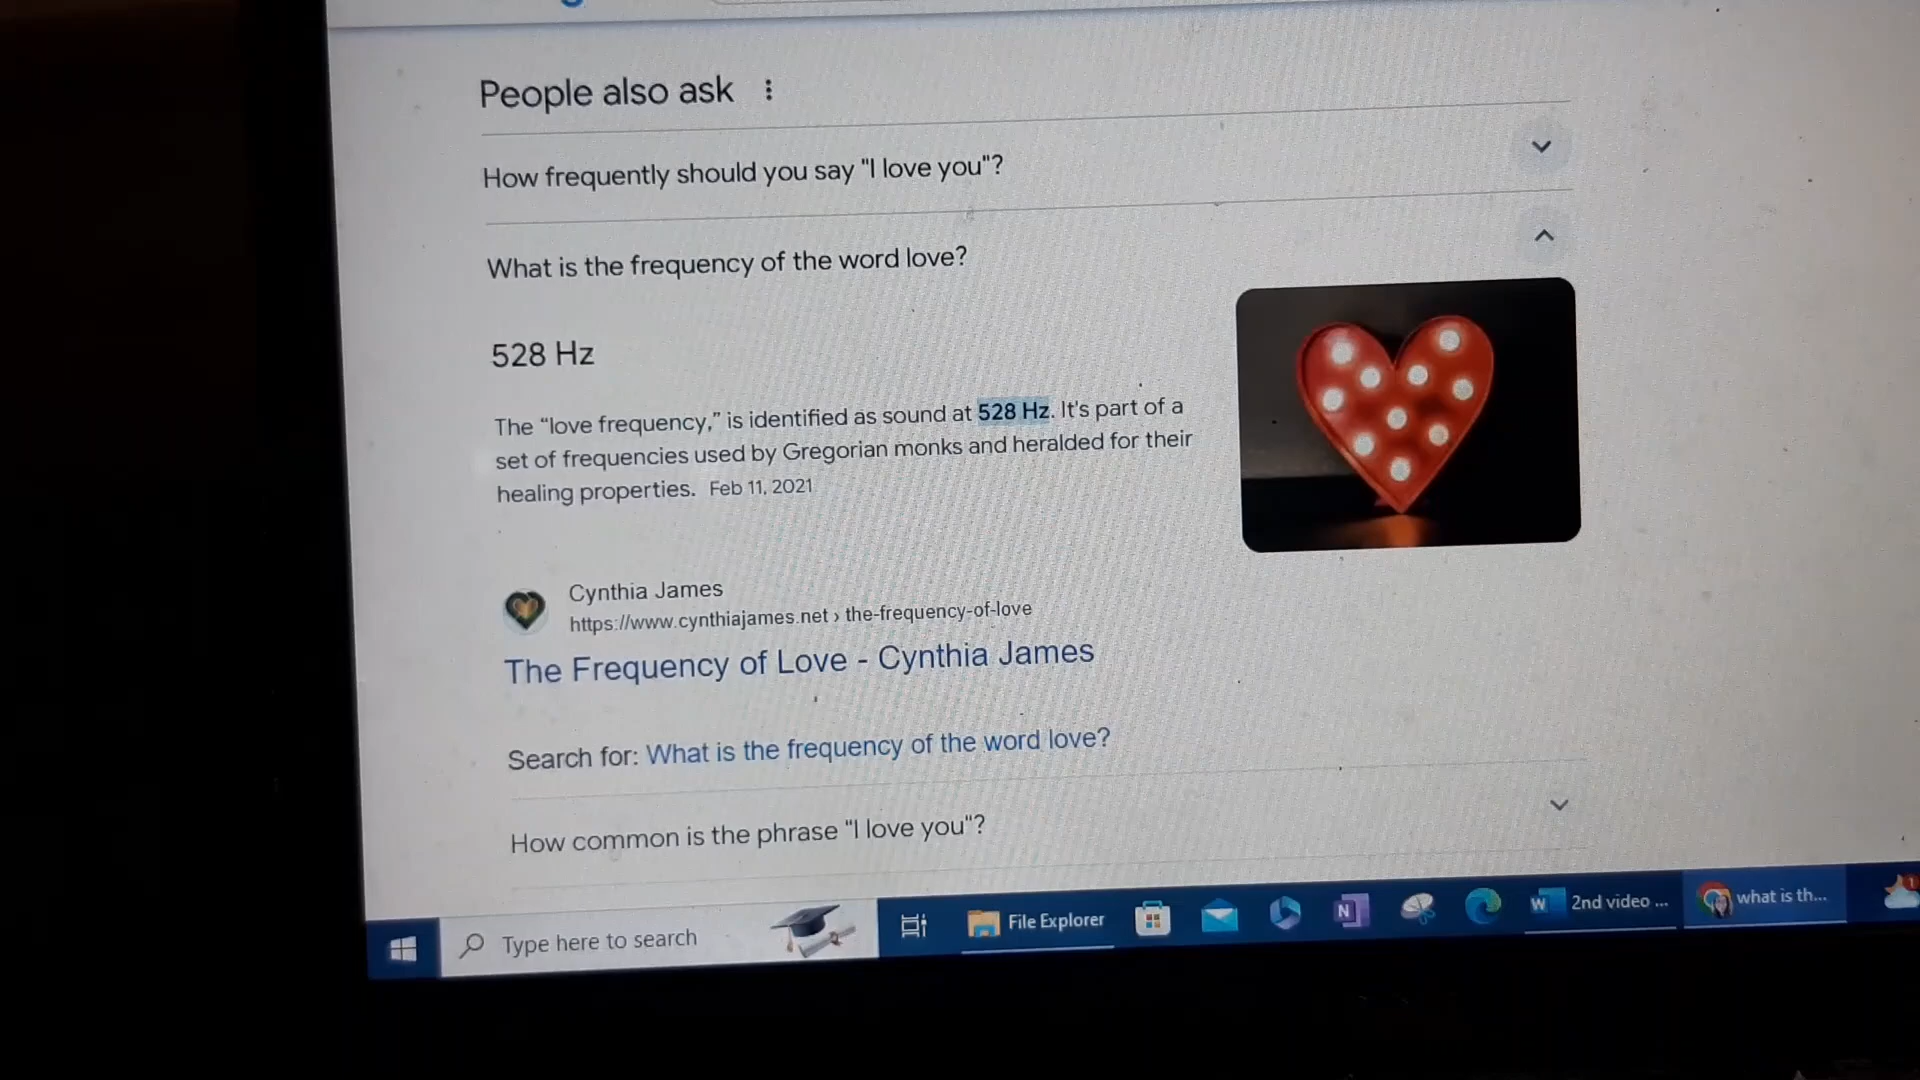 People also ask
How frequently should you say "I love you"?
What is the frequency of the word love?
528 Hz
The “love frequency,” is identified as sound at 528 Hz. It's part of a
set of frequencies used by Gregorian monks and heralded for their
healing properties. Feb 11, 2021
Cynthia James
https://www.cynthiajames.net › the-frequency-of-love
The Frequency of Love - Cynthia James
Search for: What is the frequency of the word love?
How common is the phrase "I love you"?
Type here to search
File Explorer
N
W
2nd video ...
what is th...
1